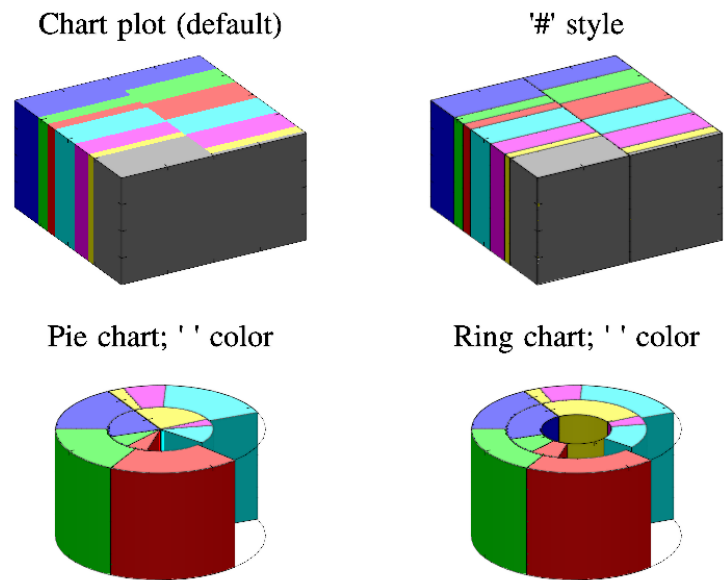 Chart plot (default)
'#' style
Pie chart; ' ' color
Ring chart; ' ' color